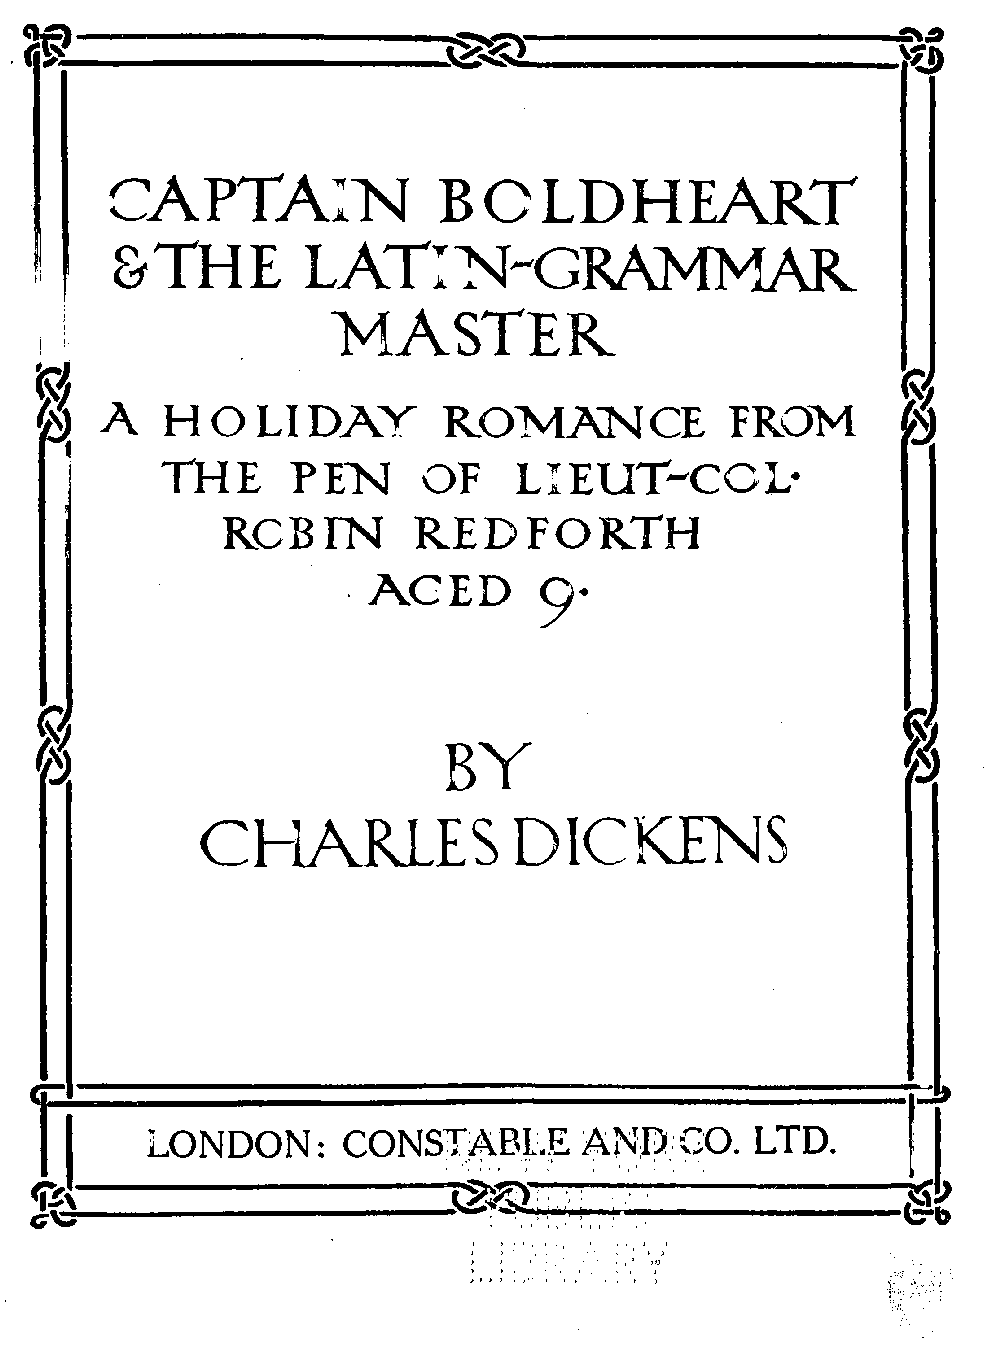 CAPTAIN BOLDHEART
& THE LATIN-GRAMMAR
MASTER
A HOLIDAY ROMANCE FROM
THE PEN OF LIEUT-COL·
ROBIN REDFORTH
AGED 9·
BY
CHARLES DICKENS
LONDON: CONSTABLE AND CO. LTD.
LIBRARY